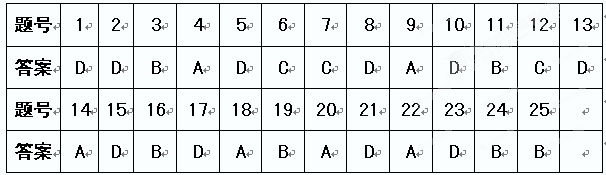 题号 1 2 3 4 5 6 7 8 9 10 11 12 13
答案 D D B A D C C D A D B C D
题号 14 15 16 17 18 19 20 21 22 23 24 25
答案 A D B D A B A D A D B B